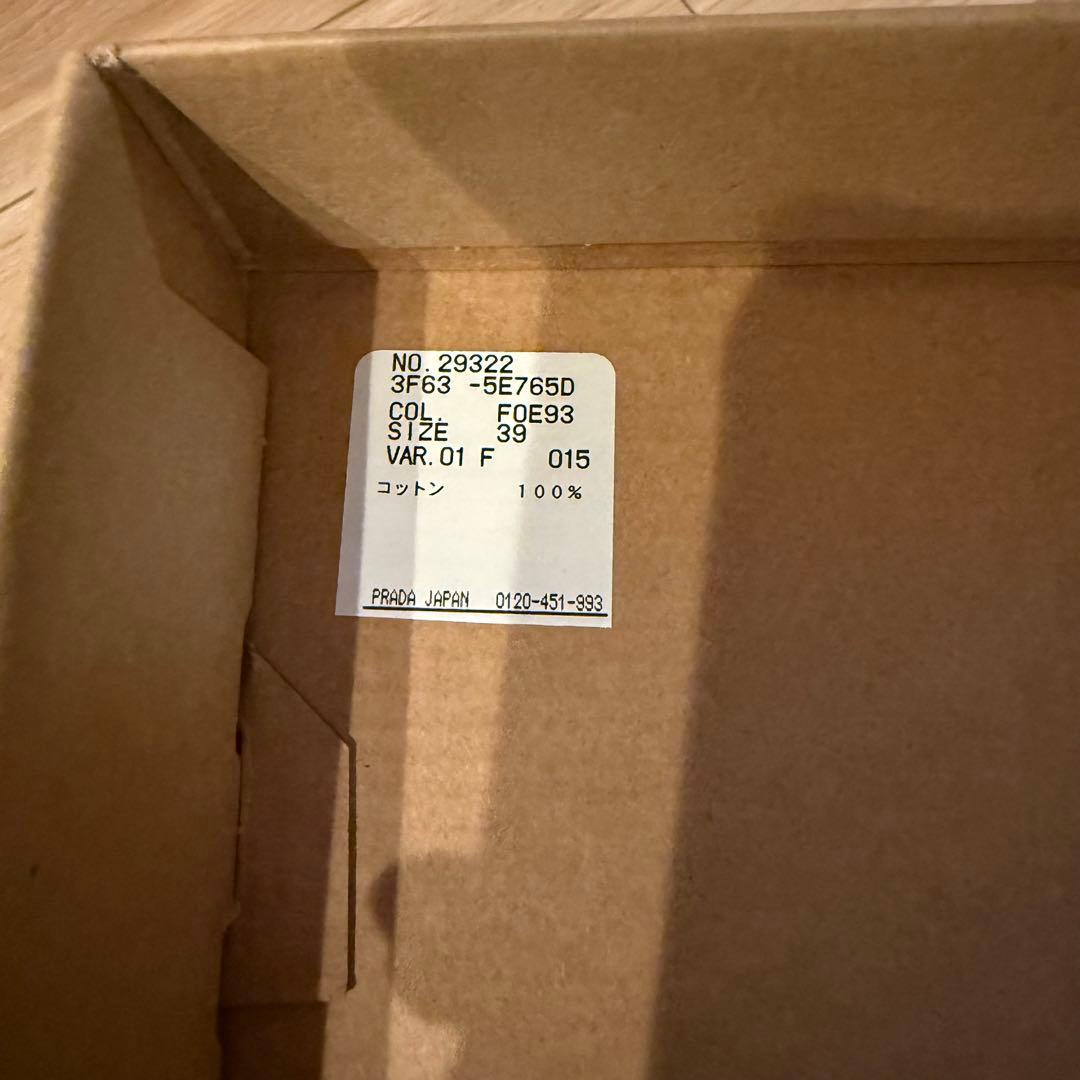 NO. 29322
3F63 -5E765D
COL. F0E93
SIZE 39
VAR. 01 F 015
コットン 100%
PRADA JAPAN 0120-451-993